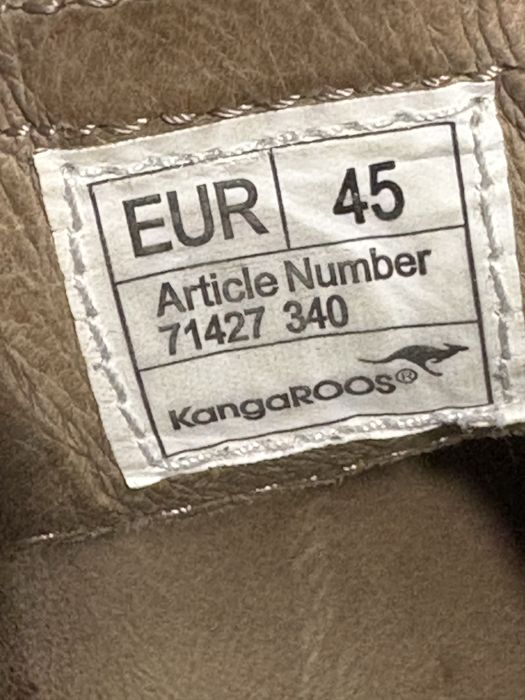 EUR 45
Article Number
71427 340
KangaROOS®